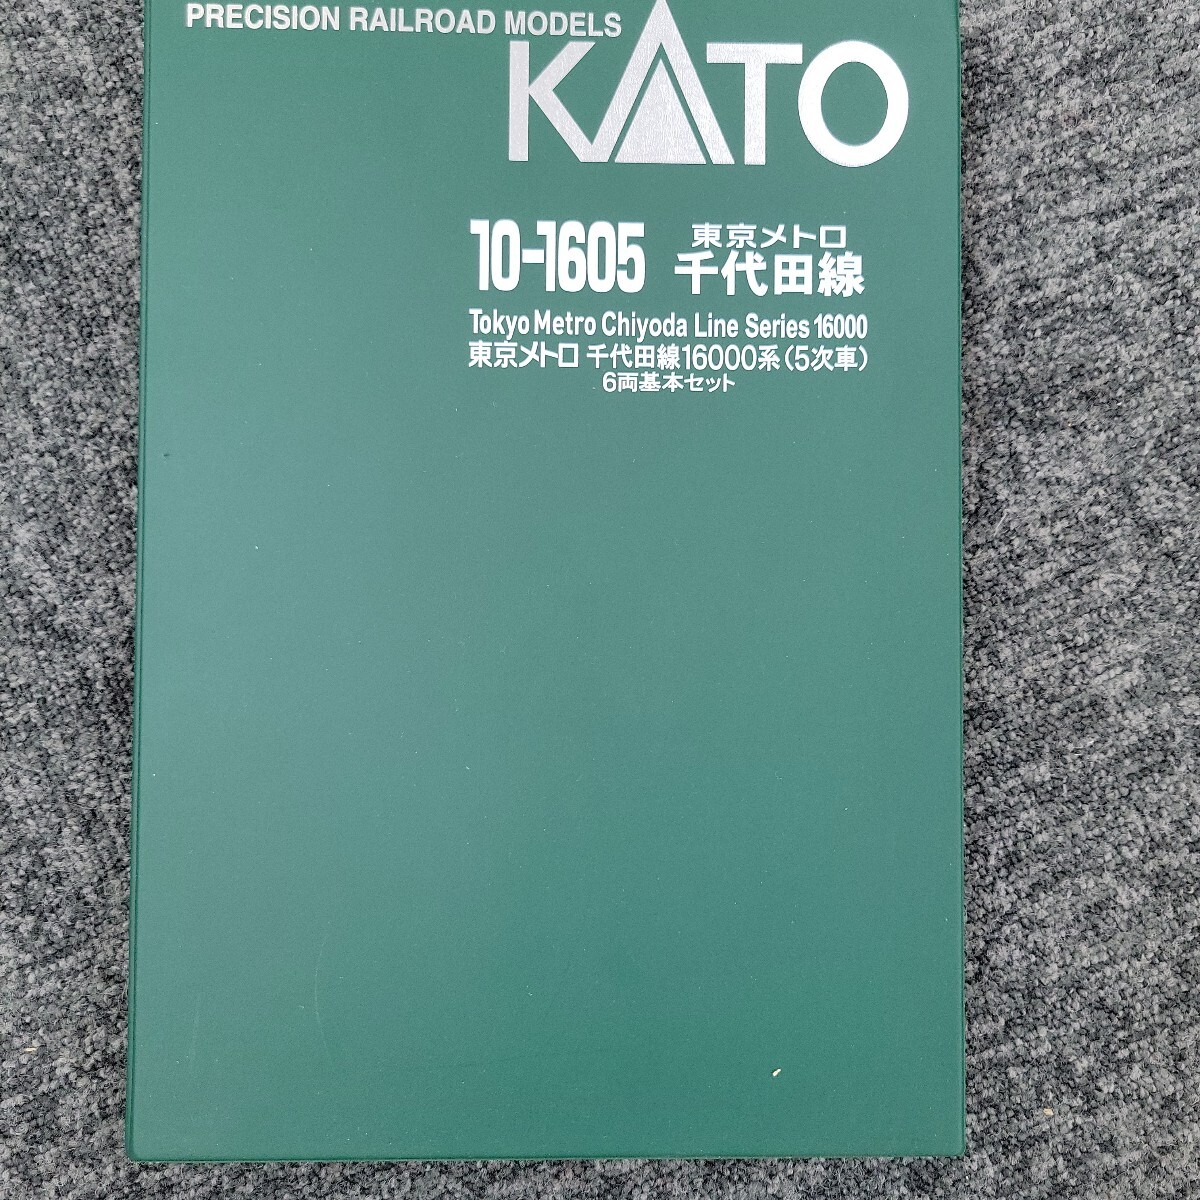 PRECISION RAILROAD MODELS
KATO
10-1605 東京メトロ
千代田線
Tokyo Metro Chiyoda Line Series 16000
東京メトロ 千代田線16000系(5次車)
6両基本セット